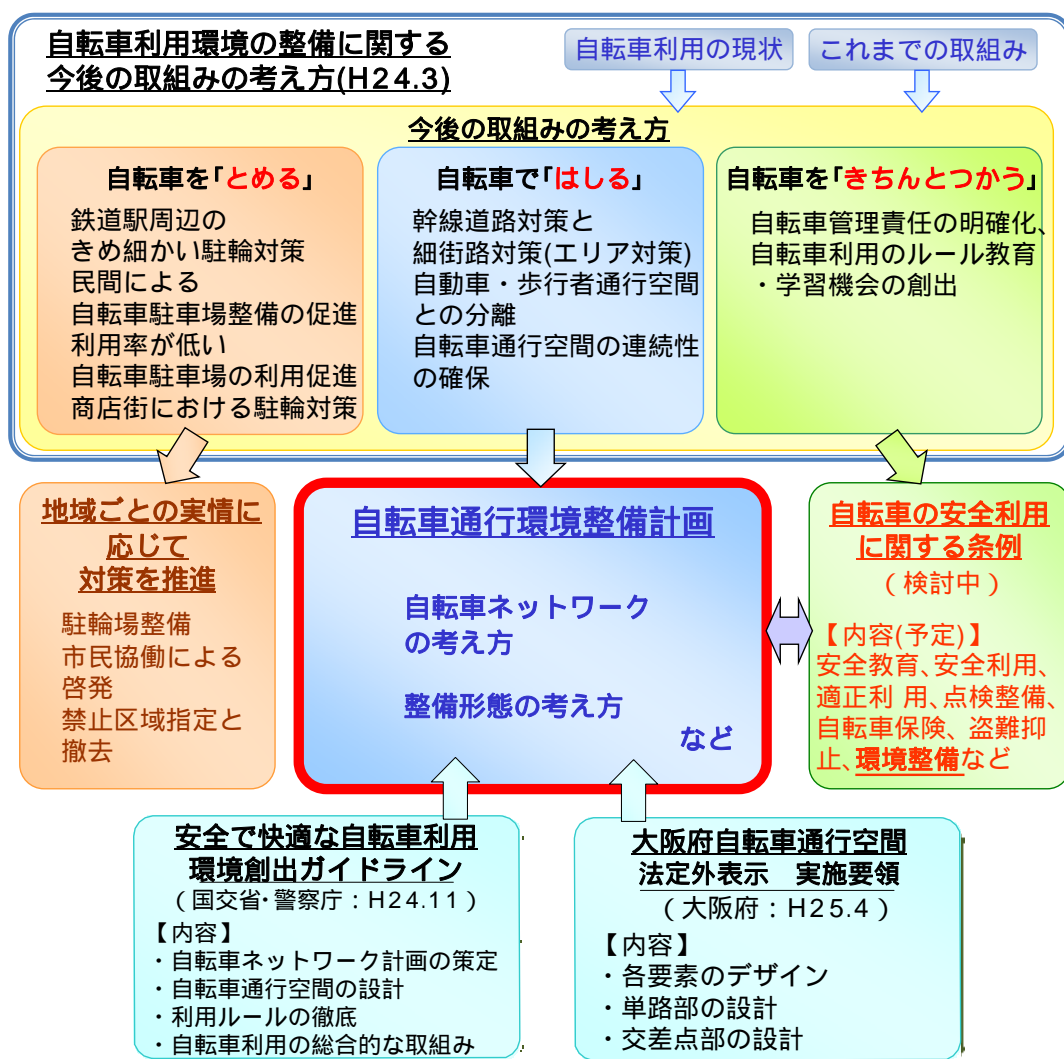 自転車利用環境の整備に関する
今後の取組みの考え方(H24.3)
自転車利用の現状
これまでの取組み
今後の取組みの考え方
自転車を「とめる」
鉄道駅周辺の
きめ細かい駐輪対策
民間による
自転車駐車場整備の促進
利用率が低い
自転車駐車場の利用促進
商店街における駐輪対策
自転車で「はしる」
幹線道路対策と
細街路対策(エリア対策)
自動車・歩行者通行空間
との分離
自転車通行空間の連続性
の確保
自転車を「きちんとつかう」
自転車管理責任の明確化、
自転車利用のルール教育
・学習機会の創出
地域ごとの実情に
応じて
対策を推進
駐輪場整備
市民協働による
啓発
禁止区域指定と
撤去
自転車通行環境整備計画
自転車ネットワーク
の考え方
整備形態の考え方
など
自転車の安全利用
に関する条例
(検討中)
【内容(予定)】
安全教育、安全利用、
適正利 用、点検整備、
自転車保険、盗難抑
止、環境整備など
安全で快適な自転車利用
環境創出ガイドライン
(国交省・警察庁:H24.11)
【内容】
・自転車ネットワーク計画の策定
・自転車通行空間の設計
・利用ルールの徹底
・自転車利用の総合的な取組み
大阪府自転車通行空間
法定外表示 実施要領
(大阪府:H25.4)
【内容】
・各要素のデザイン
・単路部の設計
・交差点部の設計